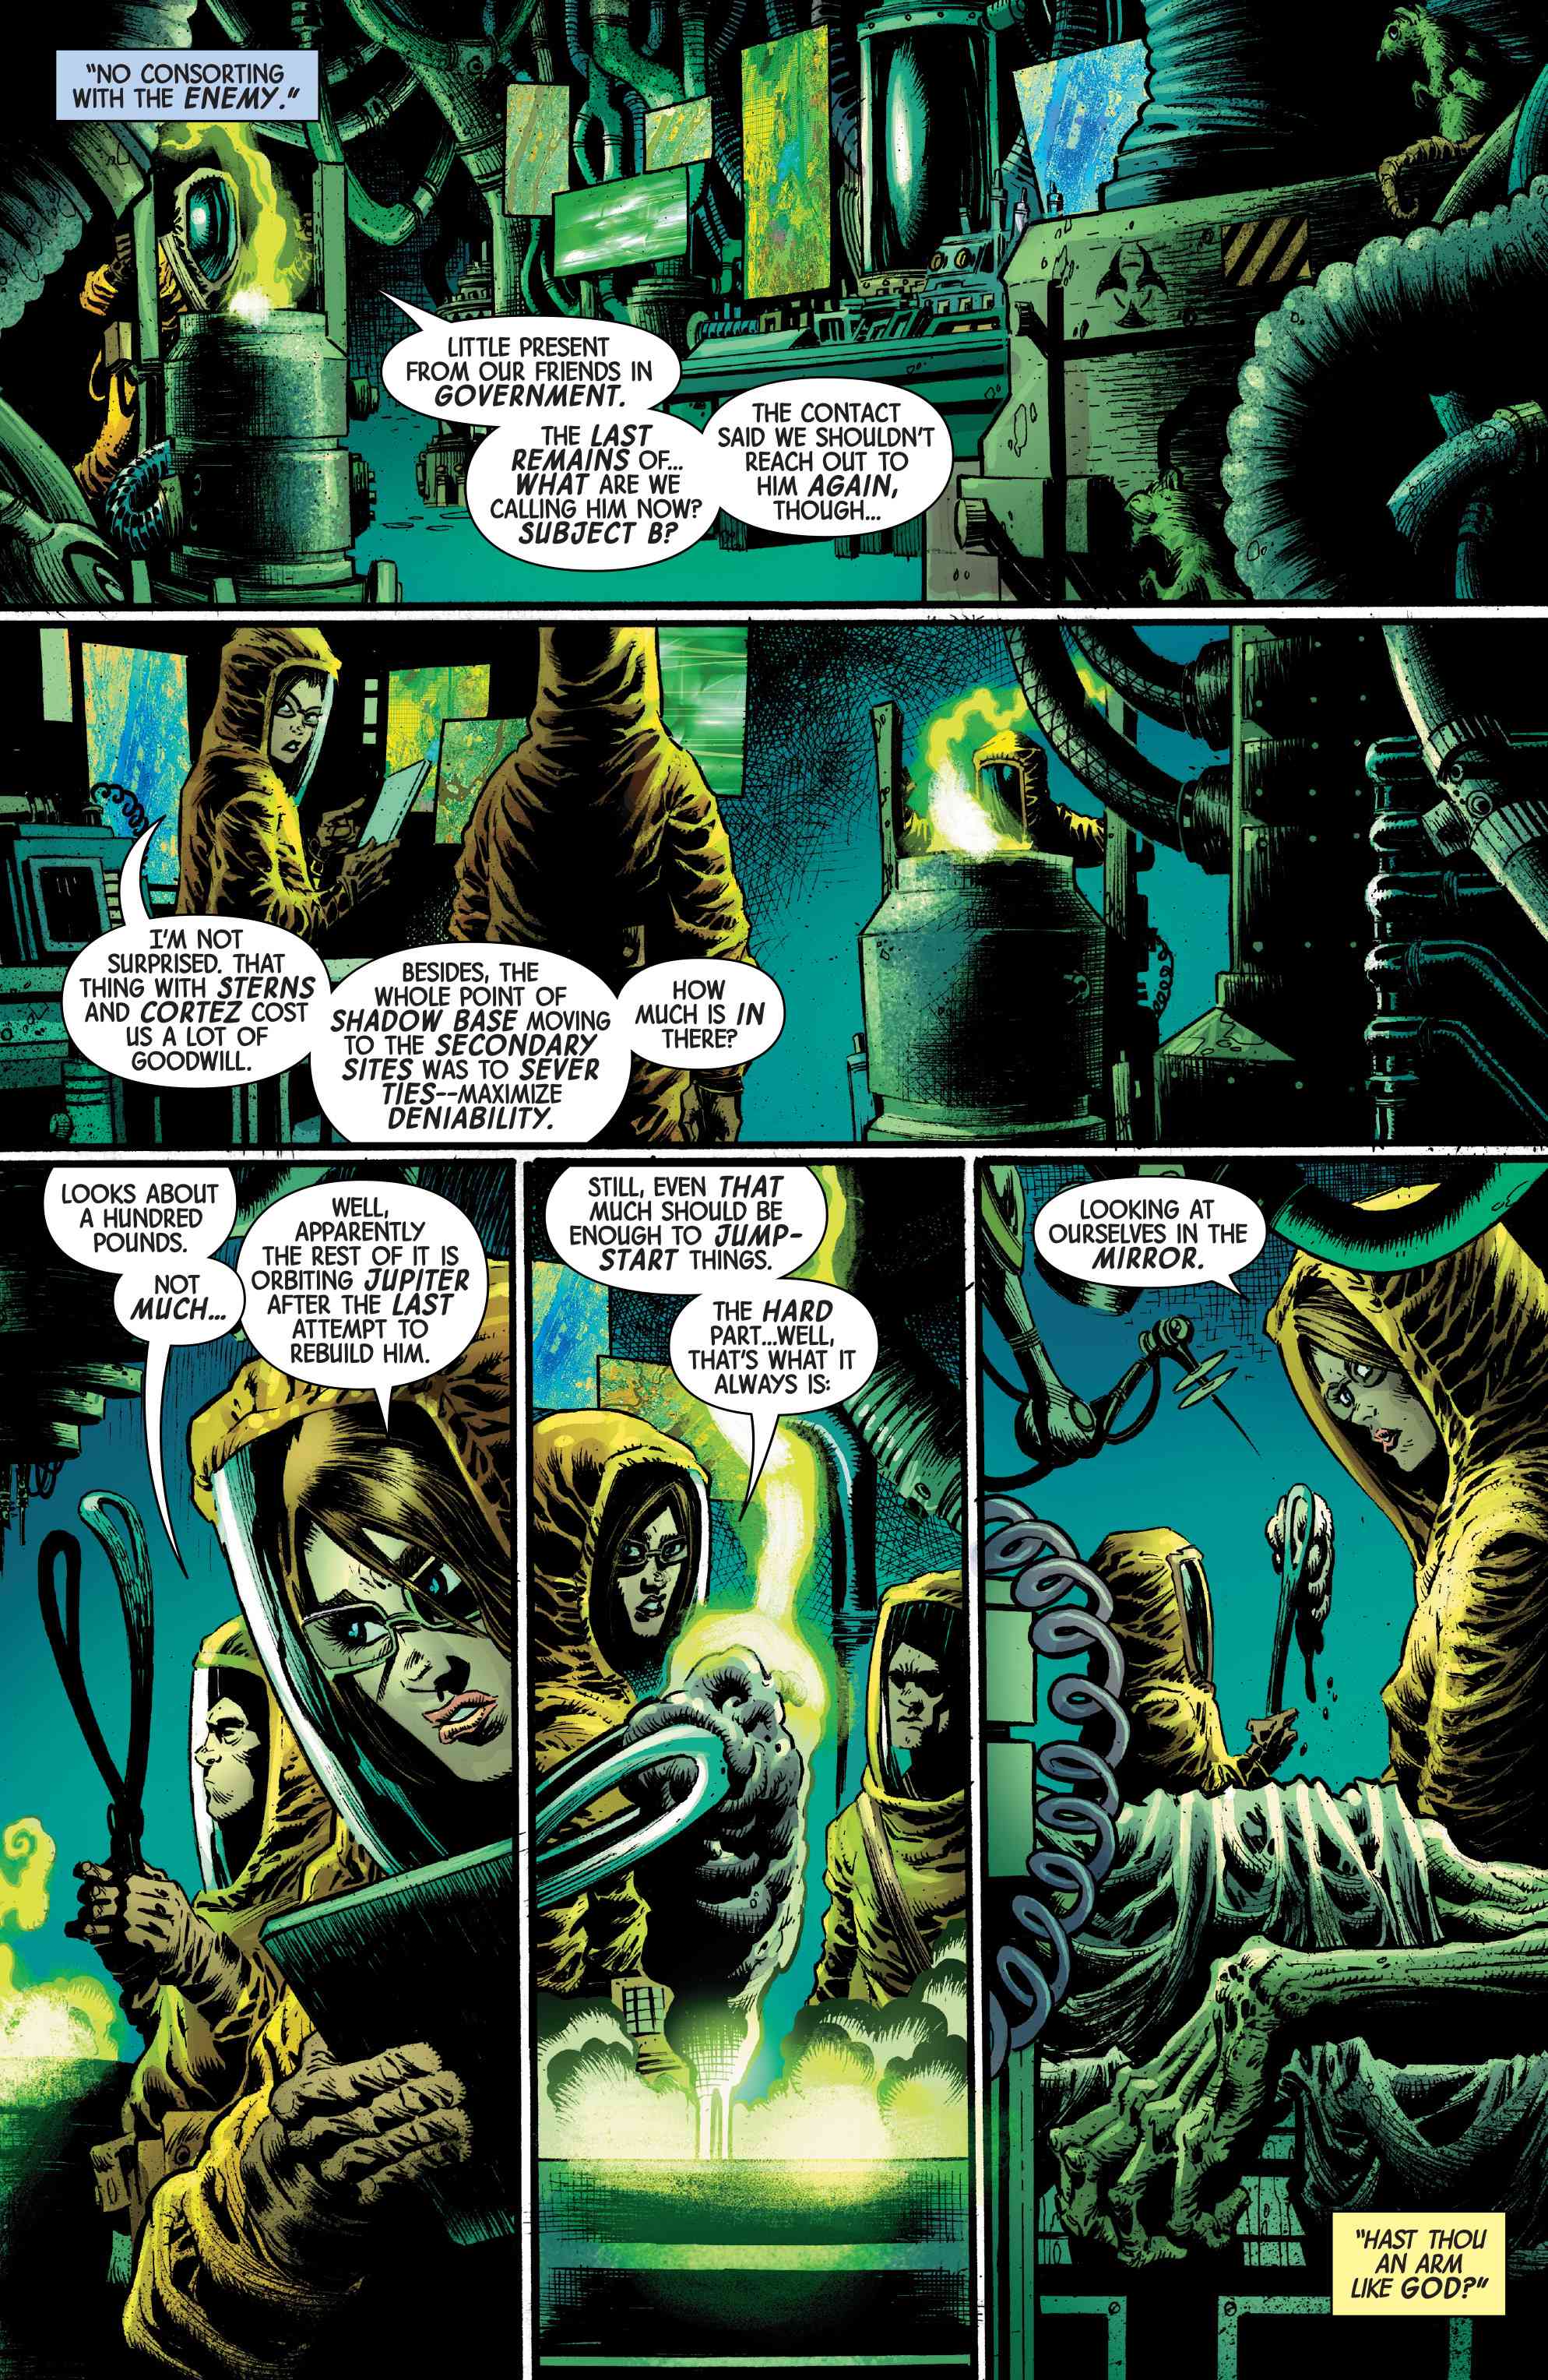 "NO CONSORTING
WITH THE ENEMY."
LITTLE PRESENT
FROM OUR FRIENDS IN
GOVERNMENT.
THE LAST
REMAINS OF...
WHAT ARE WE
CALLING HIM NOW?
SUBJECT B?
THE CONTACT
SAID WE SHOULDN'T
REACH OUT TO
HIM AGAIN,
THOUGH...
I'M NOT
SURPRISED. THAT
THING WITH STERNS
AND CORTEZ COST
US A LOT OF
GOODWILL.
BESIDES, THE
WHOLE POINT OF
SHADOW BASE MOVING
TO THE SECONDARY
SITES WAS TO SEVER
TIES--MAXIMIZE
DENIABILITY.
HOW
MUCH IS IN
THERE?
LOOKS ABOUT
A HUNDRED
POUNDS.
NOT
MUCH...
WELL,
APPARENTLY
THE REST OF IT IS
ORBITING JUPITER
AFTER THE LAST
ATTEMPT TO
REBUILD HIM.
STILL, EVEN THAT
MUCH SHOULD BE
ENOUGH TO JUMP-
START THINGS.
THE HARD
PART...WELL,
THAT'S WHAT IT
ALWAYS IS:
LOOKING AT
OURSELVES IN THE
MIRROR.
"HAST THOU
AN ARM
LIKE GOD?"